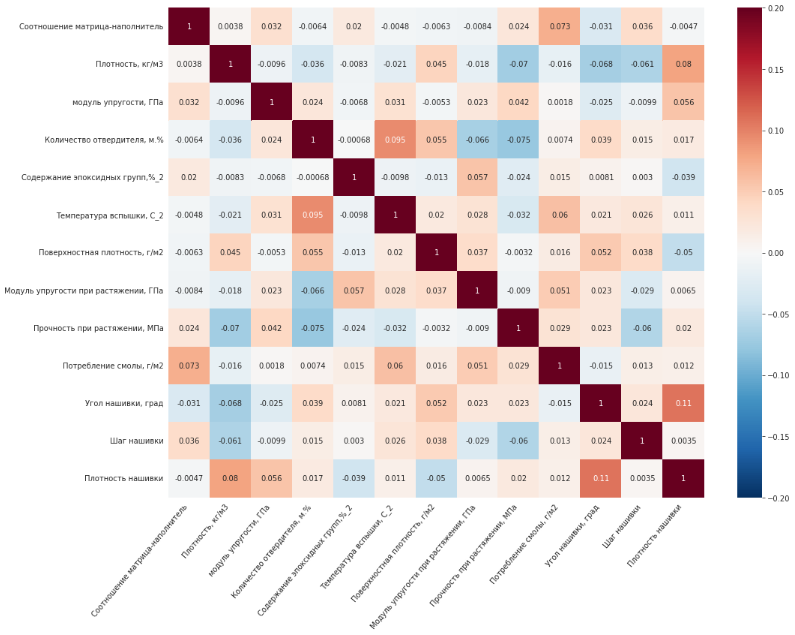 Соотношение матрица-наполнитель 1 0.0038 0.032 -0.0064 0.02 -0.0048 -0.0063 -0.0084 0.024 0.073 -0.031 0.036 -0.0047
Плотность, кг/м3 0.0038 1 -0.0096 -0.036 -0.0083 -0.021 0.045 -0.018 -0.07 -0.016 -0.068 -0.061 0.08
модуль упругости, ГПа 0.032 -0.0096 1 0.024 -0.0068 0.031 -0.0053 0.023 0.042 0.0018 -0.025 -0.0099 0.056
Количество отвердителя, м.% -0.0064 -0.036 0.024 1 -0.00068 0.095 0.055 -0.066 -0.075 0.0074 0.039 0.015 0.017
Содержание эпоксидных групп,%_2 0.02 -0.0083 -0.0068 -0.00068 1 -0.0098 -0.013 0.057 -0.024 0.015 0.0081 0.003 -0.039
Температура вспышки, С_2 -0.0048 -0.021 0.031 0.095 -0.0098 1 0.02 0.028 -0.032 0.06 0.021 0.026 0.011
Поверхностная плотность, г/м2 -0.0063 0.045 -0.0053 0.055 -0.013 0.02 1 0.037 -0.0032 0.016 0.052 0.038 -0.05
Модуль упругости при растяжении, ГПа -0.0084 -0.018 0.023 -0.066 0.057 0.028 0.037 1 -0.009 0.051 0.023 -0.029 0.0065
Прочность при растяжении, МПа 0.024 -0.07 0.042 -0.075 -0.024 -0.032 -0.0032 -0.009 1 0.029 0.023 -0.06 0.02
Потребление смолы, г/м2 0.073 -0.016 0.0018 0.0074 0.015 0.06 0.016 0.051 0.029 1 -0.015 0.013 0.012
Угол нашивки, град -0.031 -0.068 -0.025 0.039 0.0081 0.021 0.052 0.023 0.023 -0.015 1 0.024 0.11
Шаг нашивки 0.036 -0.061 -0.0099 0.015 0.003 0.026 0.038 -0.029 -0.06 0.013 0.024 1 0.0035
Плотность нашивки -0.0047 0.08 0.056 0.017 -0.039 0.011 -0.05 0.0065 0.02 0.012 0.11 0.0035 1
Соотношение матрица-наполнитель
Плотность, кг/м3
модуль упругости, ГПа
Количество отвердителя, м.%
Содержание эпоксидных групп,%_2
Температура вспышки, С_2
Поверхностная плотность, г/м2
Модуль упругости при растяжении, ГПа
Прочность при растяжении, МПа
Потребление смолы, г/м2
Угол нашивки, град
Шаг нашивки
Плотность нашивки
0.20
0.15
0.10
0.05
0.00
−0.05
−0.10
−0.15
−0.20